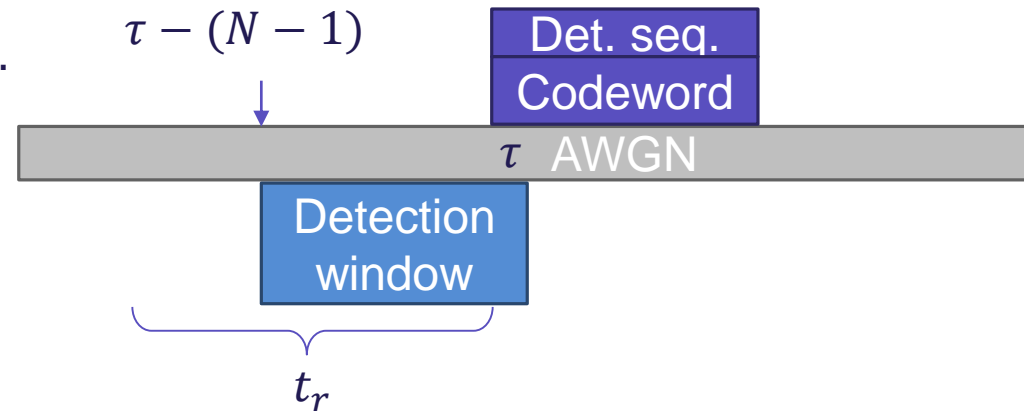 τ − (N − 1)
.
Det. seq.
Codeword
τ AWGN
Detection
window
t_r